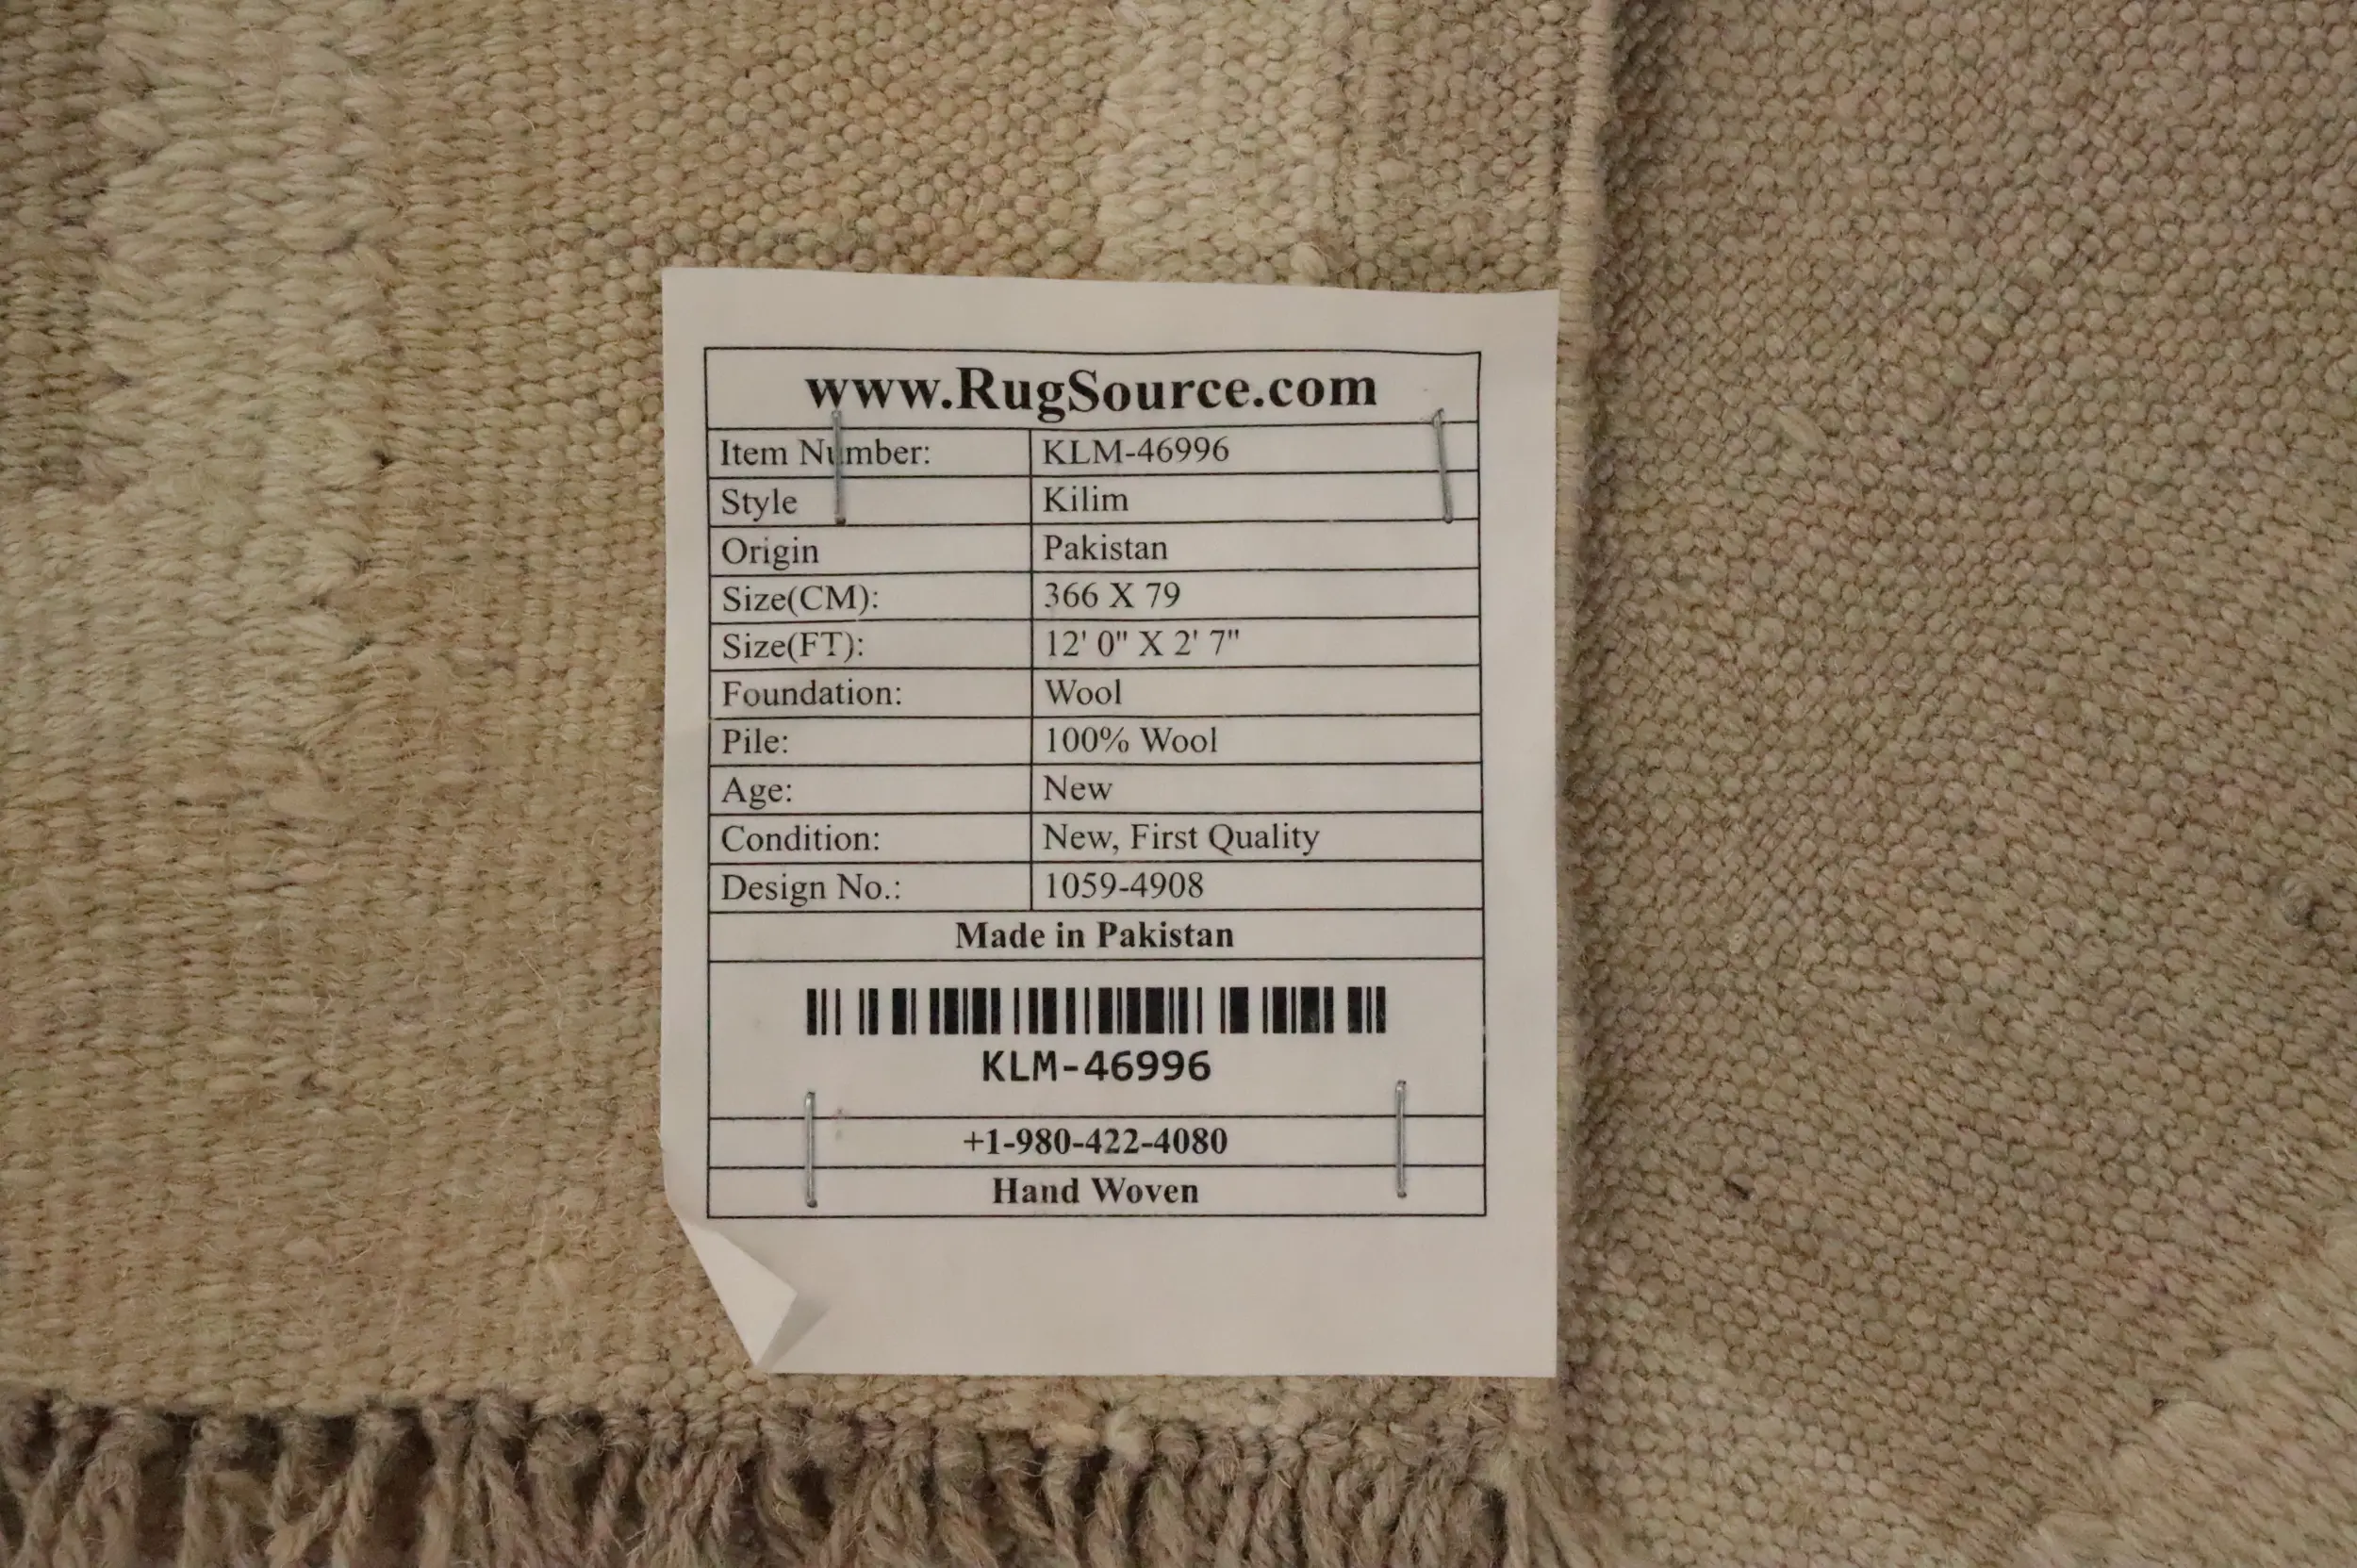 www.RugSource.com
Item Number: KLM-46996
Style Kilim
Origin Pakistan
Size(CM): 366 X 79
Size(FT): 12' 0" X 2' 7"
Foundation: Wool
Pile: 100% Wool
Age: New
Condition: New, First Quality
Design No.: 1059-4908
Made in Pakistan
KLM-46996
+1-980-422-4080
Hand Woven